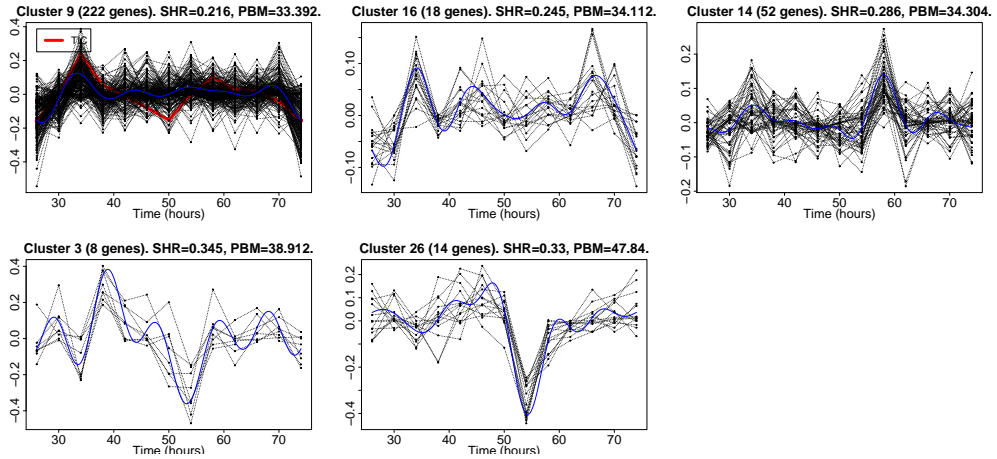 Cluster 9 (222 genes). SHR=0.216, PBM=33.392.
0.4
0.2
0.0
−0.2
−0.4
TIC
30 40 50 60 70
Time (hours)
Cluster 16 (18 genes). SHR=0.245, PBM=34.112.
0.10
0.00
−0.10
30 40 50 60 70
Time (hours)
Cluster 14 (52 genes). SHR=0.286, PBM=34.304.
0.2
0.1
0.0
−0.1
−0.2
30 40 50 60 70
Time (hours)
Cluster 3 (8 genes). SHR=0.345, PBM=38.912.
0.4
0.2
0.0
−0.2
−0.4
30 40 50 60 70
Time (hours)
Cluster 26 (14 genes). SHR=0.33, PBM=47.84.
0.2
0.1
0.0
−0.2
−0.4
30 40 50 60 70
Time (hours)